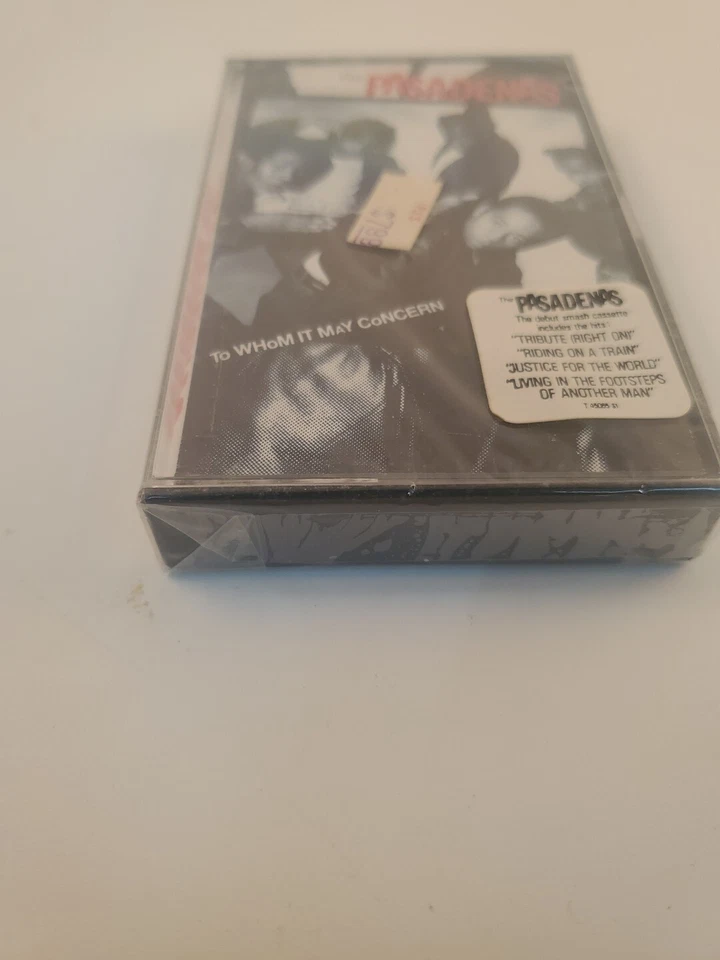 THE PASADENAS
To WHoM IT MAY CoNCERN
The PASADENAS
The debut smash cassette
includes the hits:
"TRIBUTE (RIGHT ON)"
"RIDING ON A TRAIN"
"JUSTICE FOR THE WORLD"
"LIVING IN THE FOOTSTEPS
OF ANOTHER MAN"